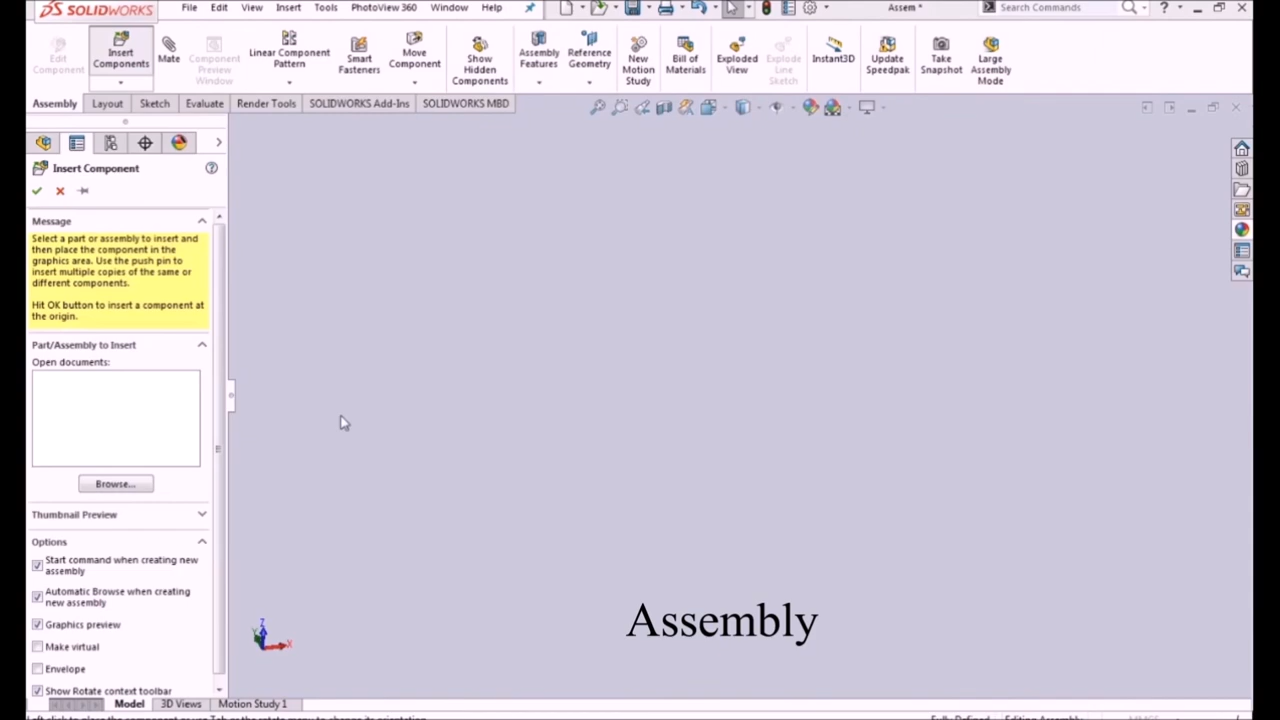 SOLIDWORKS File Edit View Insert Tools PhotoView 360 Window Help Assem * Search Commands
Edit Component
Insert Components
Mate
Component Preview Window
Linear Component Pattern
Smart Fasteners
Move Component
Show Hidden Components
Assembly Features
Reference Geometry
New Motion Study
Bill of Materials
Exploded View
Explode Line Sketch
Instant3D
Update Speedpak
Take Snapshot
Large Assembly Mode
Assembly Layout Sketch Evaluate Render Tools SOLIDWORKS Add-Ins SOLIDWORKS MBD
Insert Component
Message
Select a part or assembly to insert and
then place the component in the
graphics area. Use the push pin to
insert multiple copies of the same or
different components.
Hit OK button to insert a component at
the origin.
Part/Assembly to Insert
Open documents:
Browse...
Thumbnail Preview
Options
Start command when creating new
assembly
Automatic Browse when creating
new assembly
Graphics preview
Make virtual
Envelope
Show Rotate context toolbar
Z
X
Assembly
Model 3D Views Motion Study 1